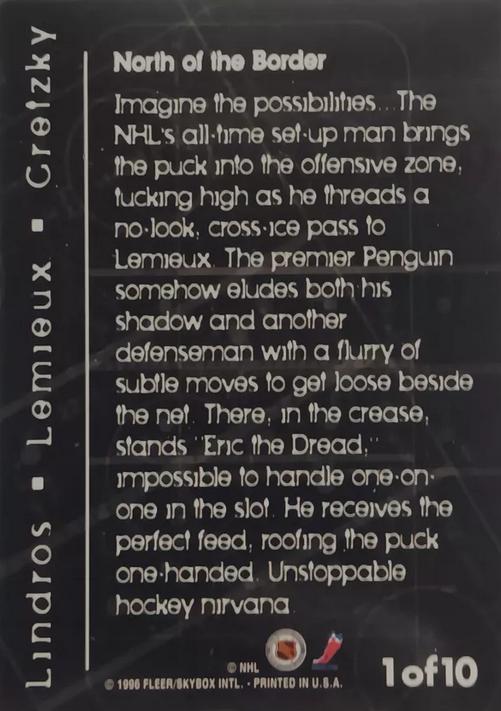 Lindros ▪ Lemieux ▪ Gretzky
North of the Border
Imagine the possibilities...The
NHL's all-time set-up man brings
the puck into the offensive zone,
tucking high as he threads a
no-look, cross-ice pass to
Lemieux. The premier Penguin
somehow eludes both his
shadow and another
defenseman with a flurry of
subtle moves to get loose beside
the net. There, in the crease,
stands "Eric the Dread,"
impossible to handle one-on-
one in the slot. He receives the
perfect feed, roofing the puck
one-handed. Unstoppable
hockey nirvana.
© NHL
© 1996 FLEER/SKYBOX INTL. - PRINTED IN U.S.A.
1 of 10